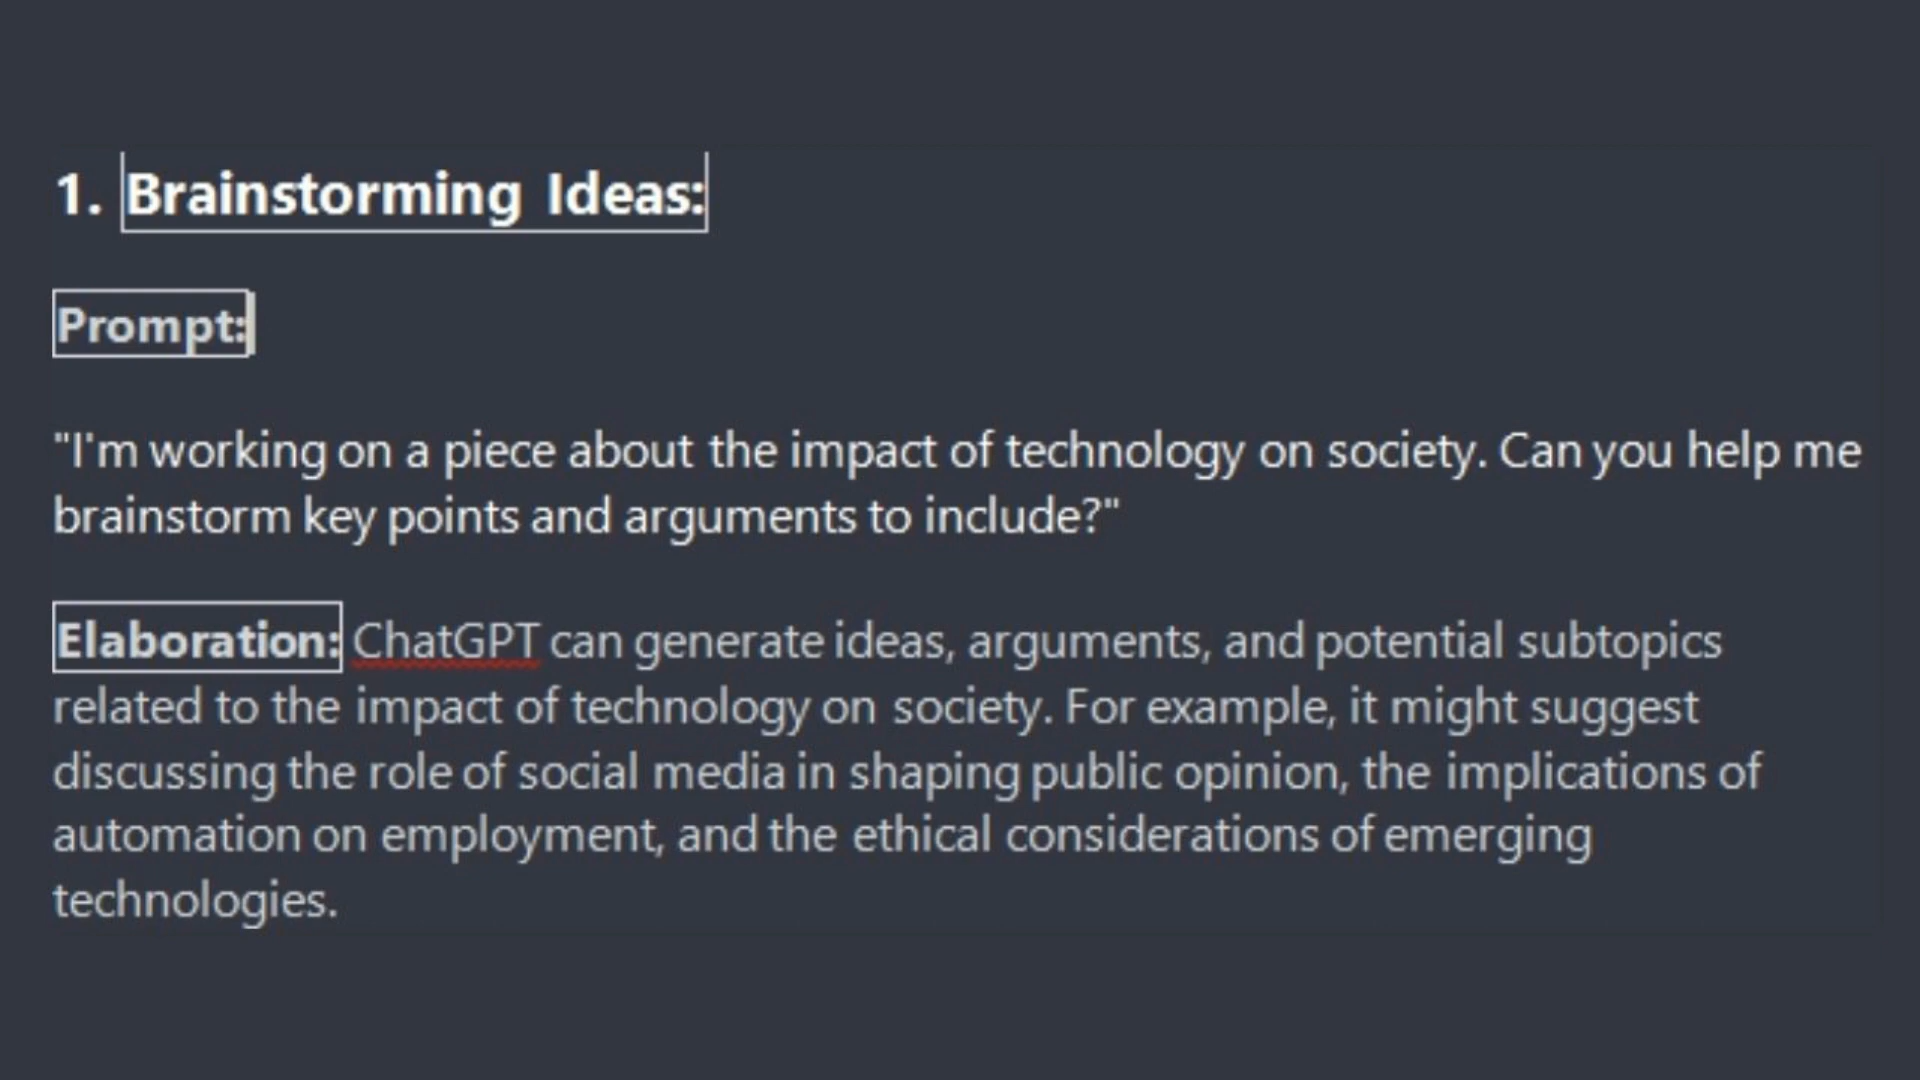 1. Brainstorming Ideas:
Prompt:
"I'm working on a piece about the impact of technology on society. Can you help me
brainstorm key points and arguments to include?"
Elaboration: ChatGPT can generate ideas, arguments, and potential subtopics
related to the impact of technology on society. For example, it might suggest
discussing the role of social media in shaping public opinion, the implications of
automation on employment, and the ethical considerations of emerging
technologies.